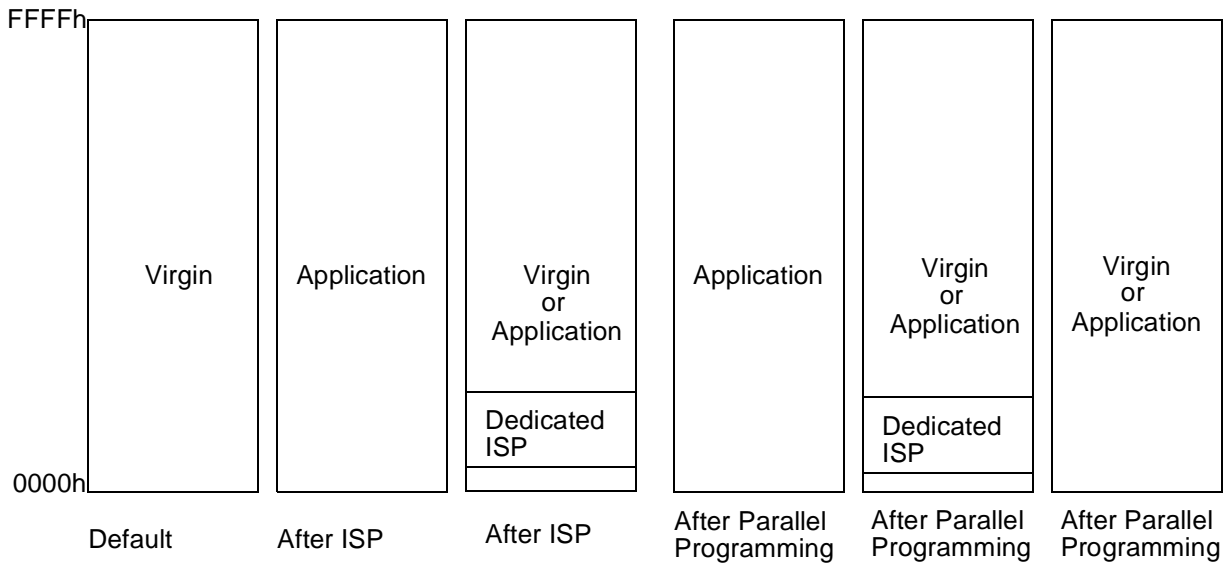 FFFFh
Virgin
Application
Virgin
or
Application
Dedicated
ISP
Application
Virgin
or
Application
Dedicated
ISP
Virgin
or
Application
0000h
Default
After ISP
After ISP
After Parallel
Programming
After Parallel
Programming
After Parallel
Programming